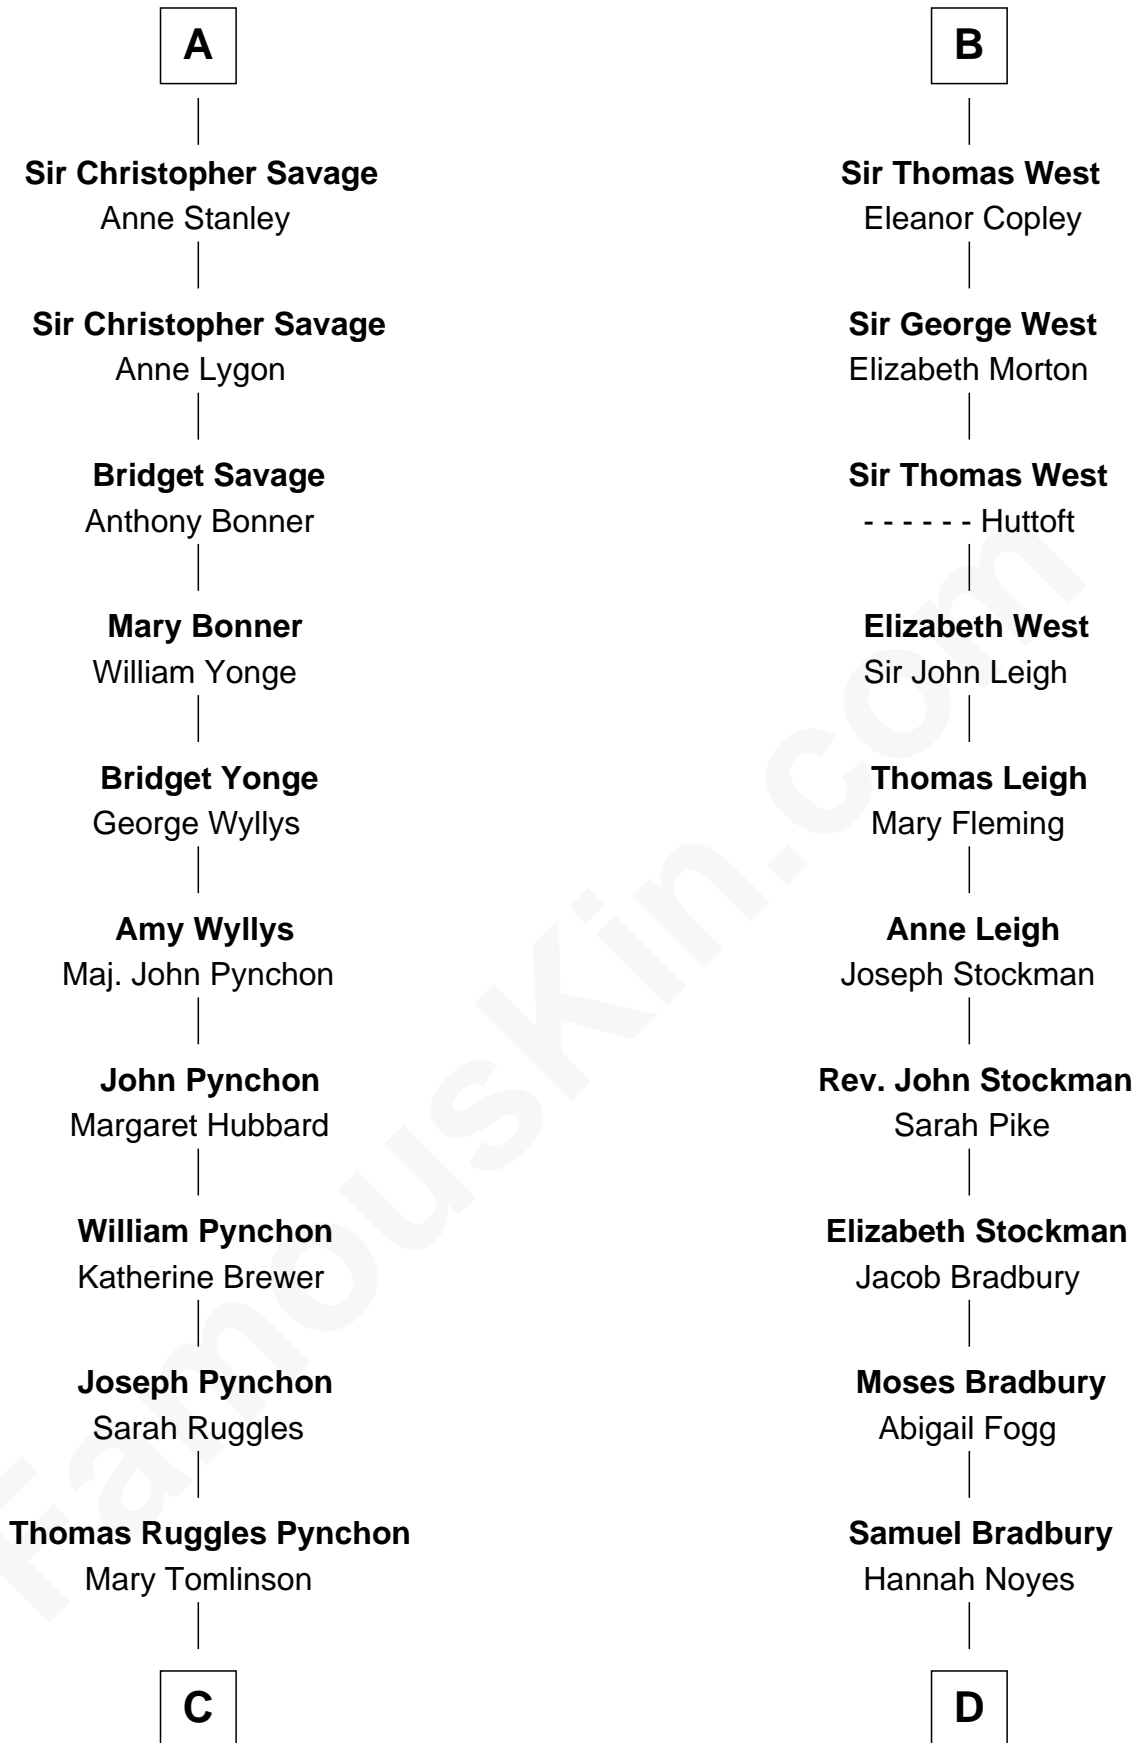 A
Sir Christopher Savage
Anne Stanley
Sir Christopher Savage
Anne Lygon
Bridget Savage
Anthony Bonner
Mary Bonner
William Yonge
Bridget Yonge
George Wyllys
Amy Wyllys
Maj. John Pynchon
John Pynchon
Margaret Hubbard
William Pynchon
Katherine Brewer
Joseph Pynchon
Sarah Ruggles
Thomas Ruggles Pynchon
Mary Tomlinson
C
B
Sir Thomas West
Eleanor Copley
Sir George West
Elizabeth Morton
Sir Thomas West
- - - - - - Huttoft
Elizabeth West
Sir John Leigh
Thomas Leigh
Mary Fleming
Anne Leigh
Joseph Stockman
Rev. John Stockman
Sarah Pike
Elizabeth Stockman
Jacob Bradbury
Moses Bradbury
Abigail Fogg
Samuel Bradbury
Hannah Noyes
D
FamousKin.com